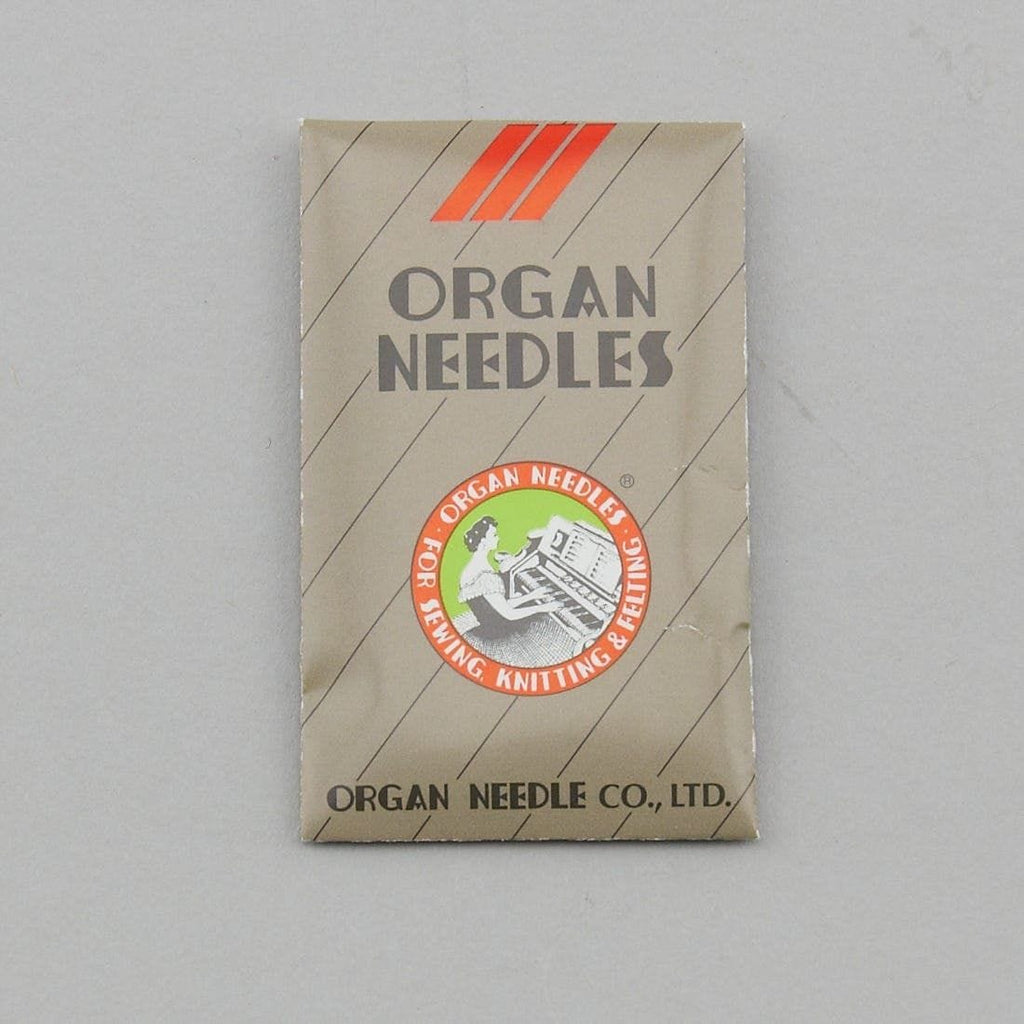 ORGAN
NEEDLES
®
· ORGAN NEEDLES ·
FOR SEWING, KNITTING & FELTING
ORGAN NEEDLE CO., LTD.